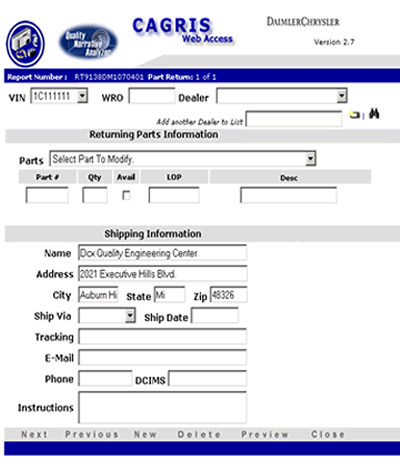 CAGRIS
Web Access
DAIMLERCHRYSLER
Version 2.7
Quality
Narrative
Analyzer
Report Number : RT9138DM1070401 Part Return: 1 of 1
VIN 1C111111 WRO Dealer
Add another Dealer to List
Returning Parts Information
Parts Select Part To Modify.
Part # Qty Avail LOP Desc
Shipping Information
Name Dcx Quality Engineering Center
Address 2021 Executive Hills Blvd.
City Auburn Hi State Mi Zip 48326
Ship Via Ship Date
Tracking
E-Mail
Phone DCIMS
Instructions
Next Previous New Delete Preview Close